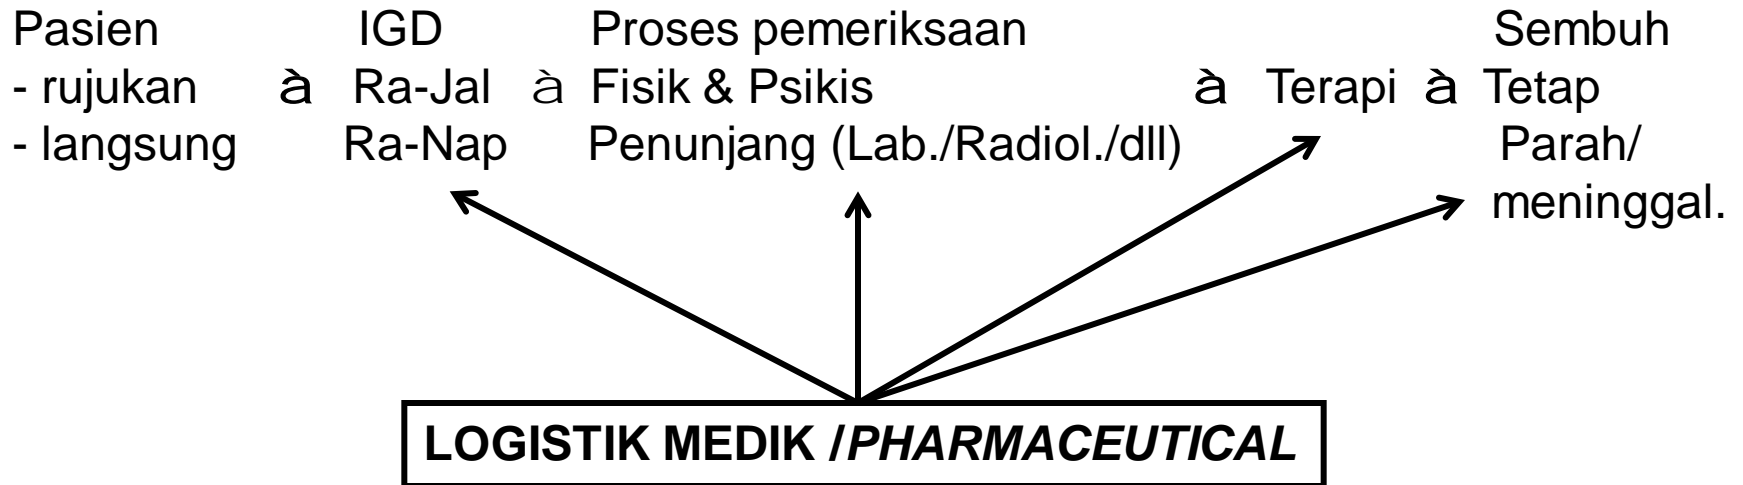 Pasien IGD Proses pemeriksaan Sembuh
- rujukan à Ra-Jal à Fisik & Psikis à Terapi à Tetap
- langsung Ra-Nap Penunjang (Lab./Radiol./dll) Parah/
meninggal.
LOGISTIK MEDIK /PHARMACEUTICAL